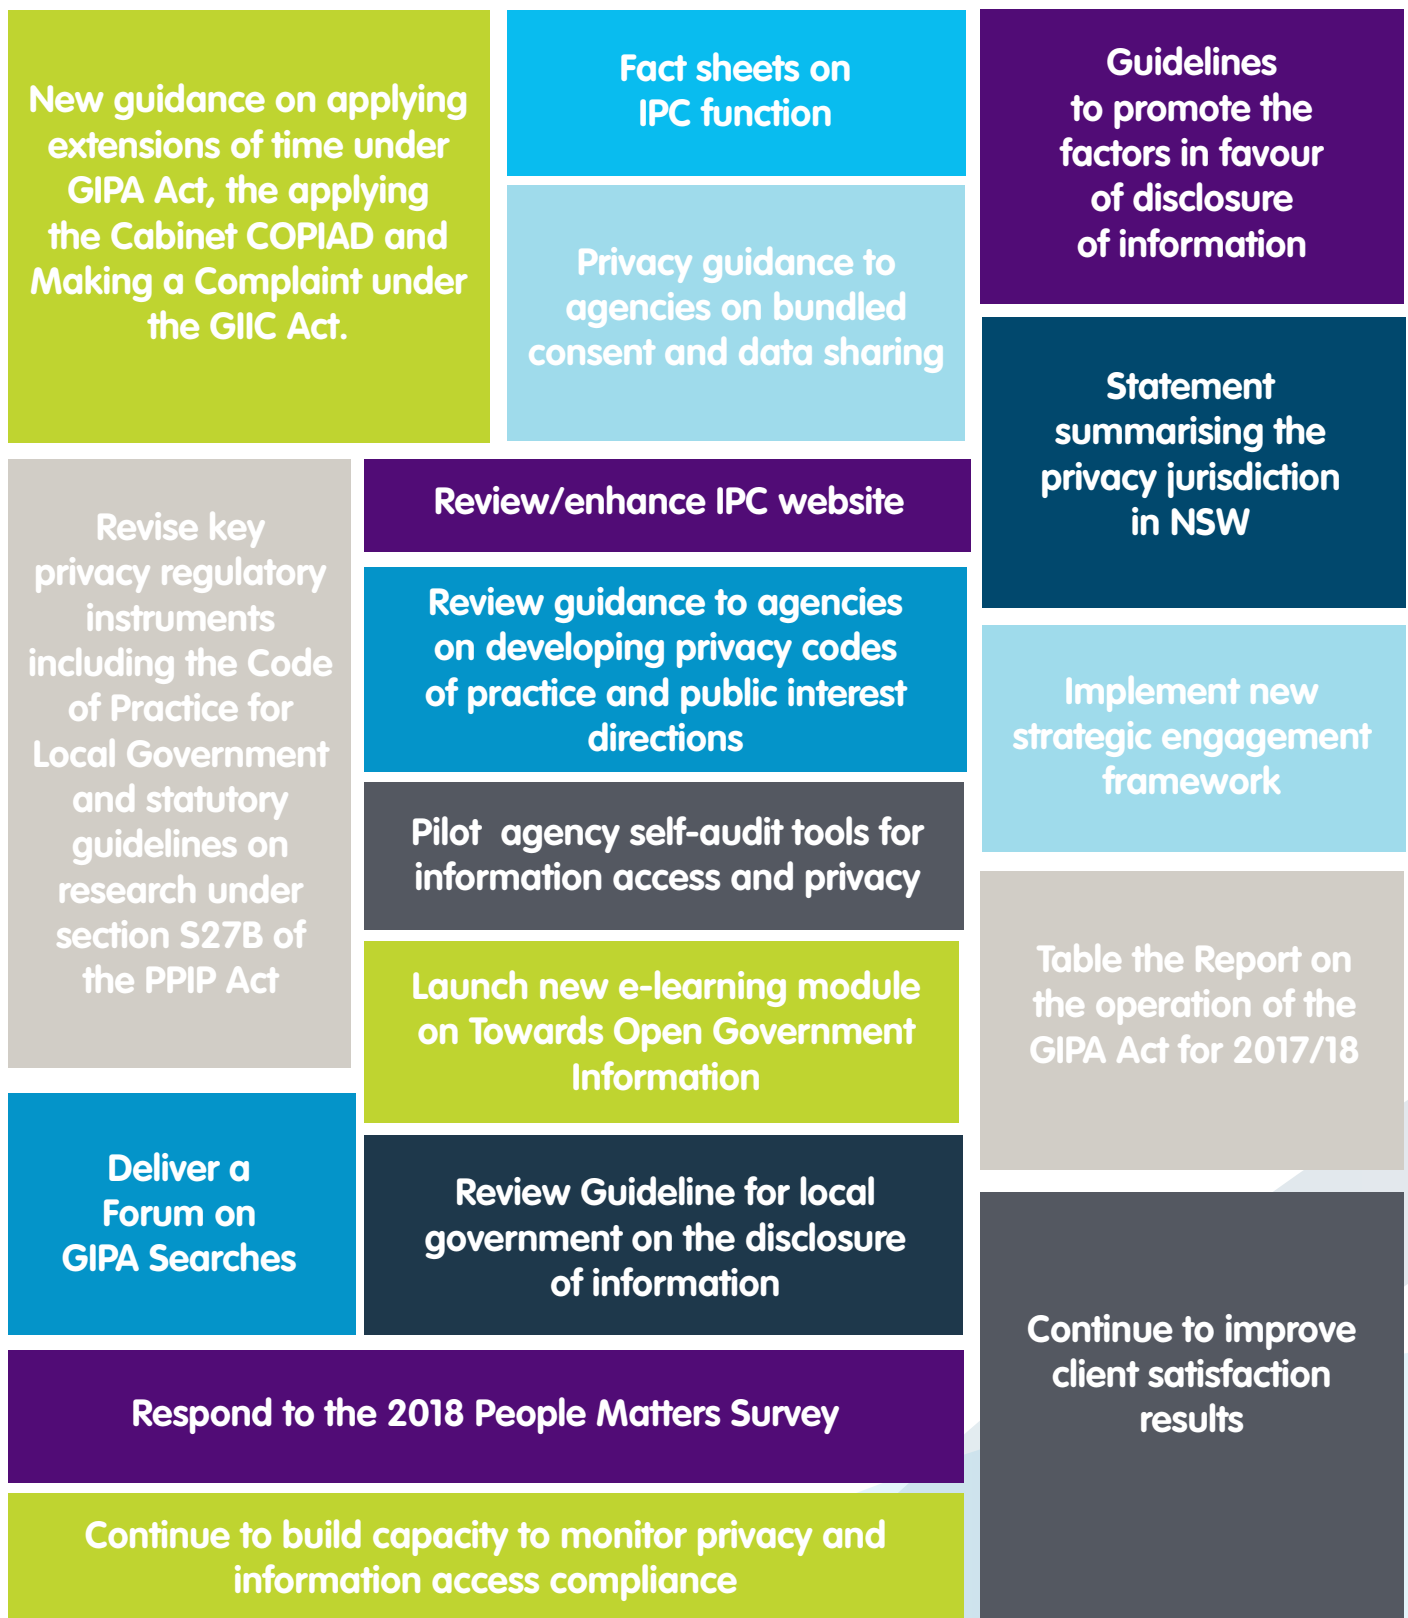 New guidance on applying
extensions of time under
GIPA Act, the applying
the Cabinet COPIAD and
Making a Complaint under
the GIIC Act.
Fact sheets on
IPC function
Guidelines
to promote the
factors in favour
of disclosure
of information
Privacy guidance to
agencies on bundled
consent and data sharing
Statement
summarising the
privacy jurisdiction
in NSW
Revise key
privacy regulatory
instruments
including the Code
of Practice for
Local Government
and statutory
guidelines on
research under
section S27B of
the PPIP Act
Review/enhance IPC website
Review guidance to agencies
on developing privacy codes
of practice and public interest
directions
Implement new
strategic engagement
framework
Pilot  agency self-audit tools for
information access and privacy
Launch new e-learning module
on Towards Open Government
Information
Table the Report on
the operation of the
GIPA Act for 2017/18
Deliver a
Forum on
GIPA Searches
Review Guideline for local
government on the disclosure
of information
Continue to improve
client satisfaction
results
Respond to the 2018 People Matters Survey
Continue to build capacity to monitor privacy and
information access compliance